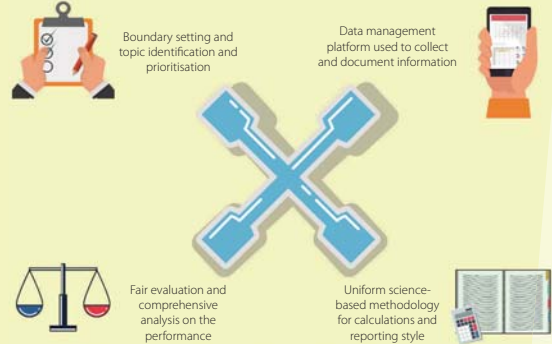 Boundary setting and
topic identification and
prioritisation
Data management
platform used to collect
and document information
Fair evaluation and
comprehensive
analysis on the
performance
Uniform science-
based methodology
for calculations and
reporting style